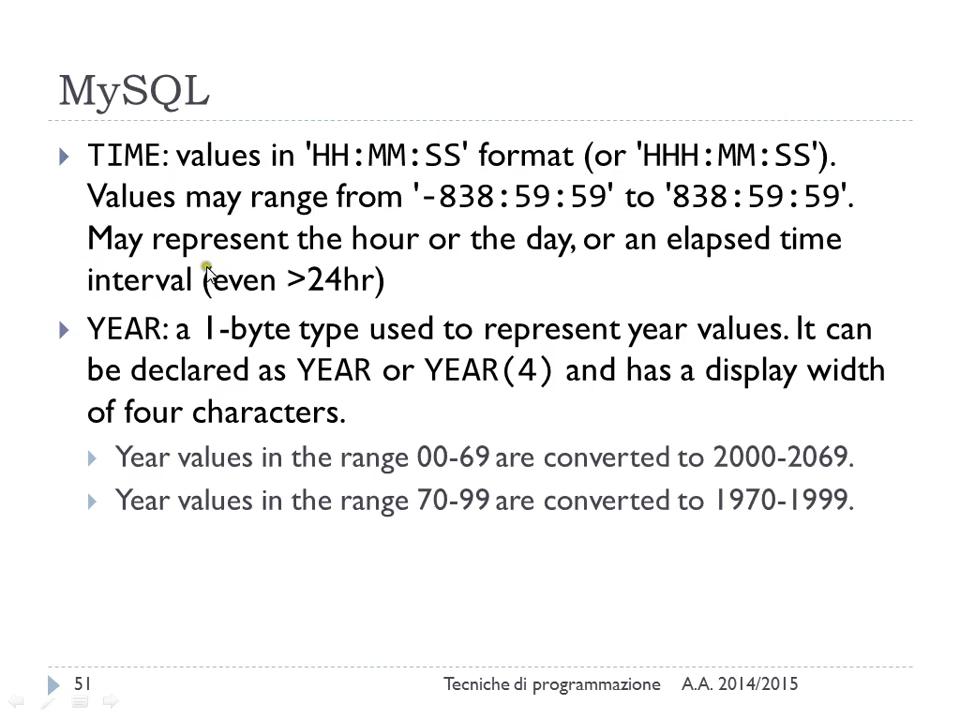 MySQL
TIME: values in 'HH:MM:SS' format (or 'HHH:MM:SS').
Values may range from '-838:59:59' to '838:59:59'.
May represent the hour or the day, or an elapsed time
interval (even >24hr)
YEAR: a 1-byte type used to represent year values. It can
be declared as YEAR or YEAR(4) and has a display width
of four characters.
Year values in the range 00-69 are converted to 2000-2069.
Year values in the range 70-99 are converted to 1970-1999.
51 Tecniche di programmazione A.A. 2014/2015